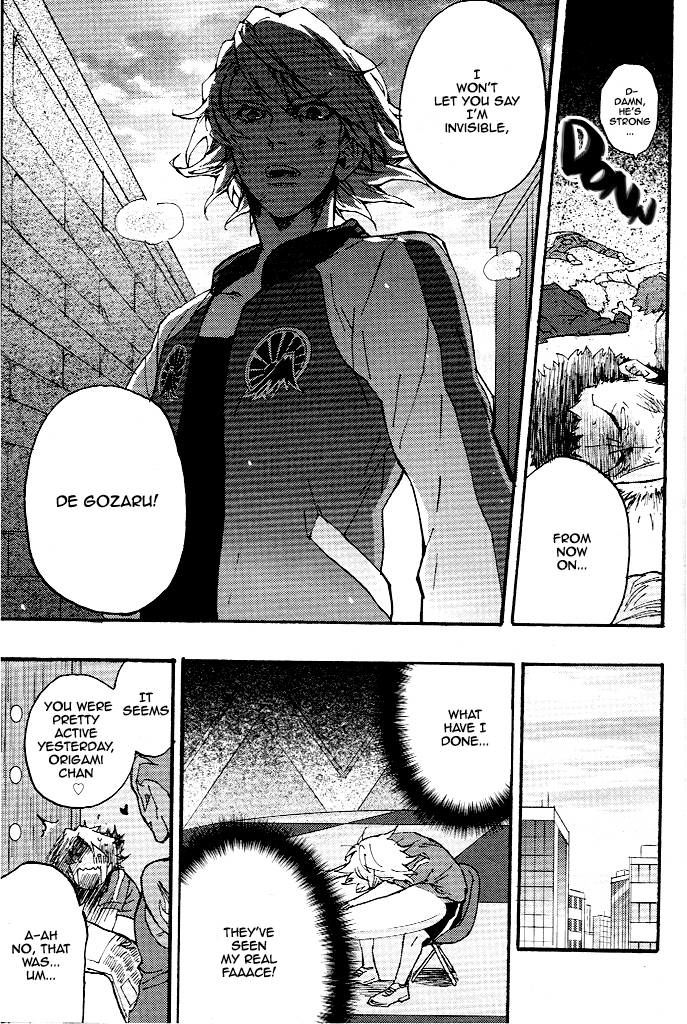 D-
DAMN,
HE'S
STRONG
...
DONN
FROM
NOW
ON...
I
WON'T
LET YOU SAY
I'M
INVISIBLE,
DE GOZARU!
WHAT
HAVE I
DONE...
THEY'VE
SEEN
MY REAL
FAAACE!
IT
SEEMS
YOU WERE
PRETTY
ACTIVE
YESTERDAY,
ORIGAMI
CHAN
♡
A-AH
NO, THAT
WAS...
UM...